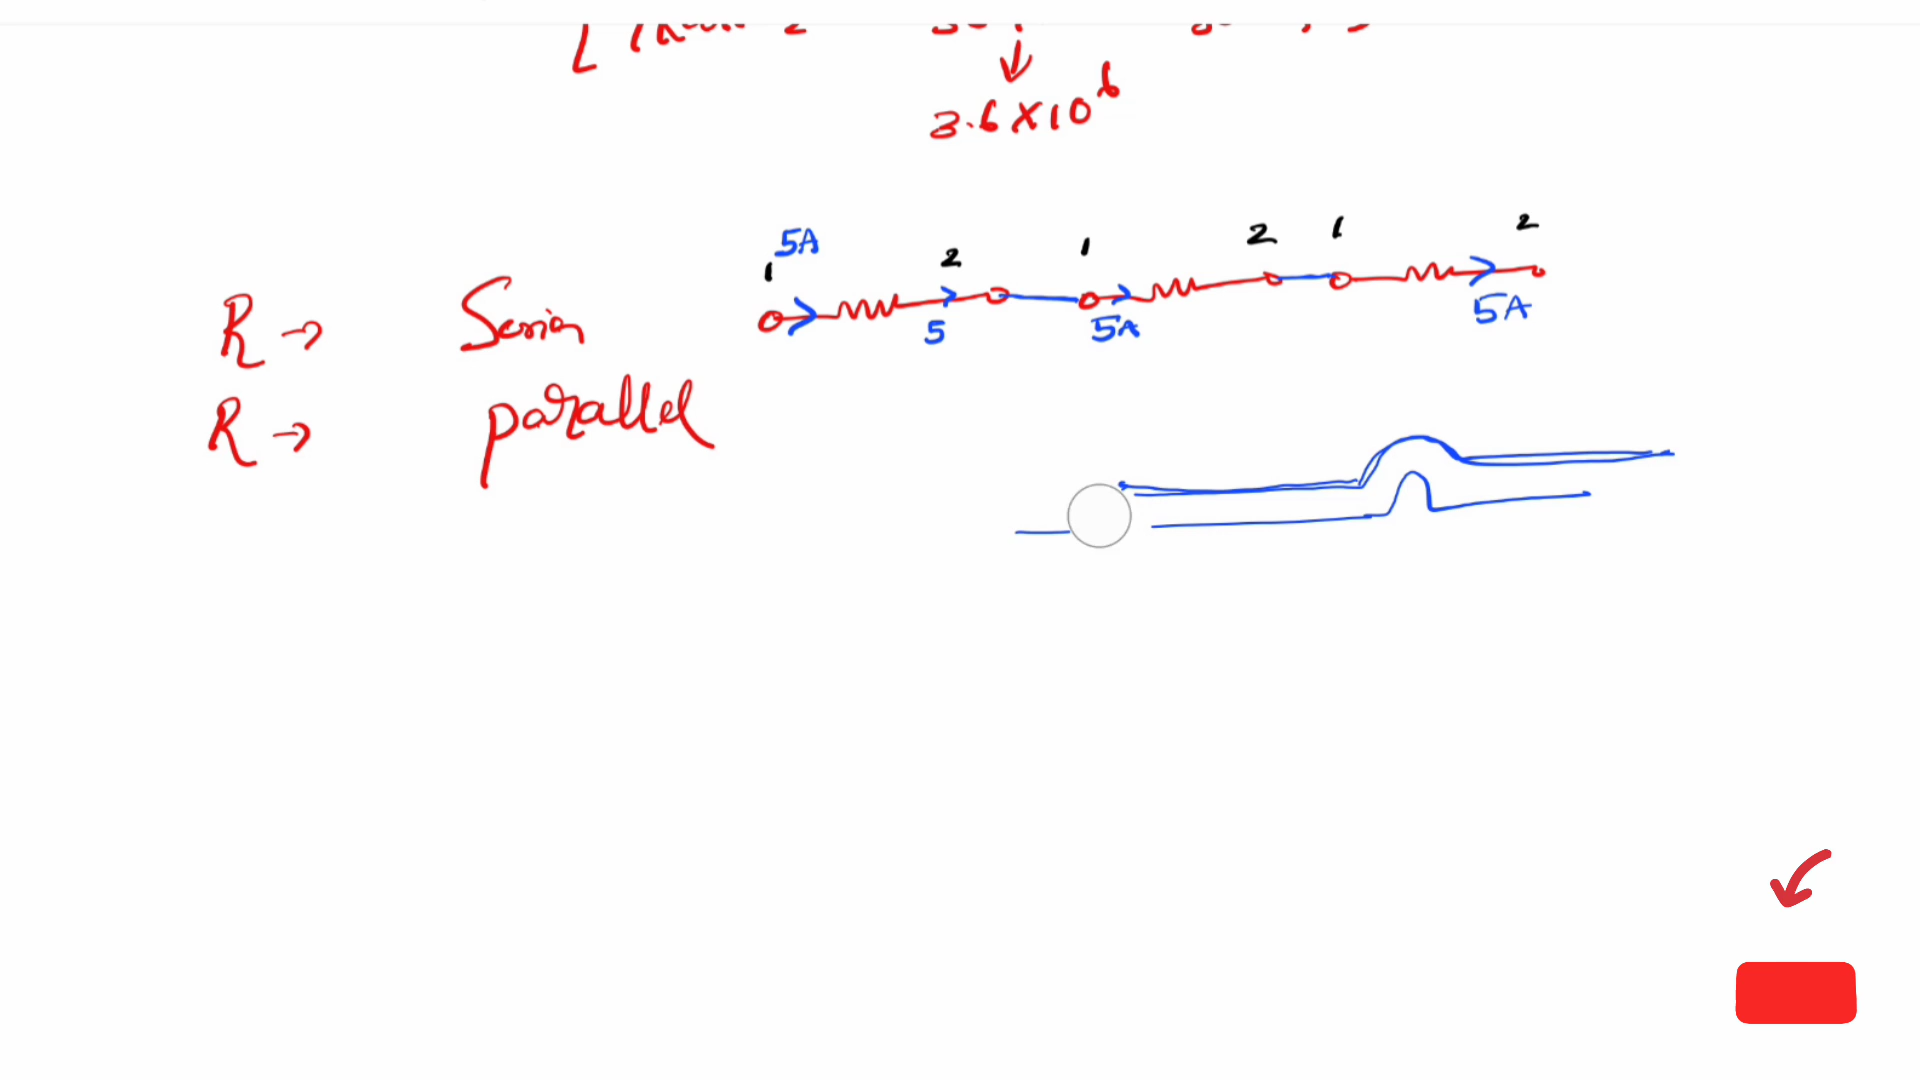 3.6×10⁶
5A
1 2 1 2 1 2
R → Series
5 5A 5A
R → parallel